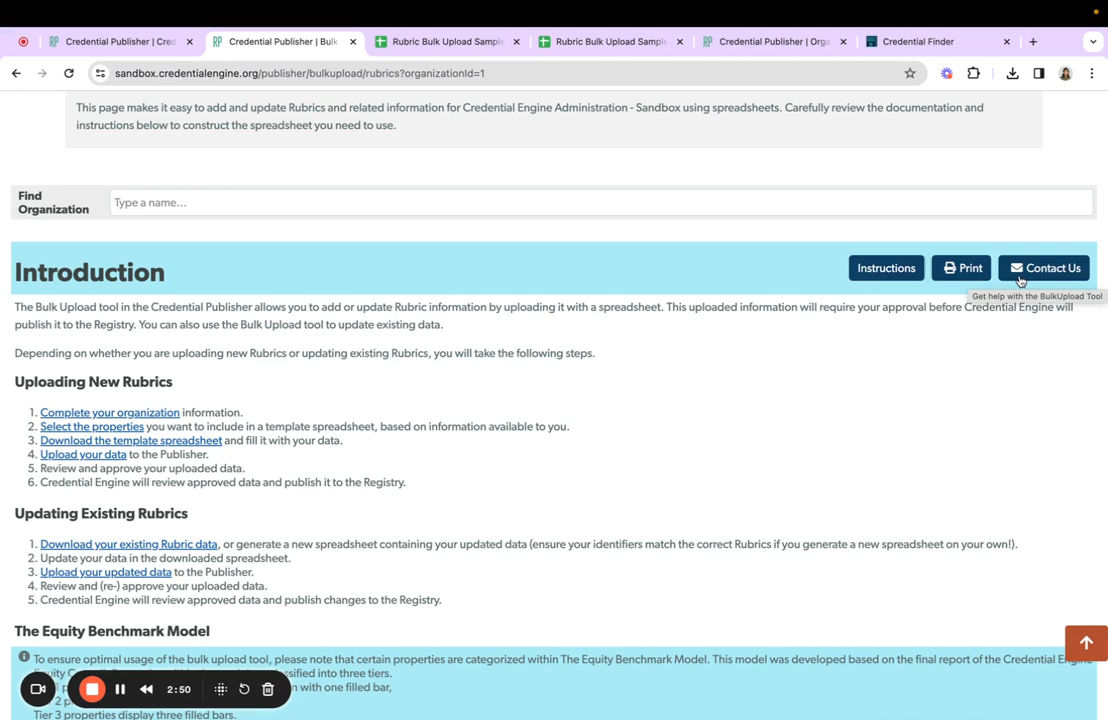 Credential Publisher | Cred
Credential Publisher | Bulk
Rubric Bulk Upload Sample
Rubric Bulk Upload Sample
Credential Publisher | Orga
Credential Finder
sandbox.credentialengine.org/publisher/bulkupload/rubrics?organizationId=1
This page makes it easy to add and update Rubrics and related information for Credential Engine Administration - Sandbox using spreadsheets. Carefully review the documentation and
instructions below to construct the spreadsheet you need to use.
Find
Organization
Type a name...
Introduction
Instructions
Print
Contact Us
Get help with the BulkUpload Tool
The Bulk Upload tool in the Credential Publisher allows you to add or update Rubric information by uploading it with a spreadsheet. This uploaded information will require your approval before Credential Engine will
publish it to the Registry. You can also use the Bulk Upload tool to update existing data.
Depending on whether you are uploading new Rubrics or updating existing Rubrics, you will take the following steps.
Uploading New Rubrics
1. Complete your organization information.
2. Select the properties you want to include in a template spreadsheet, based on information available to you.
3. Download the template spreadsheet and fill it with your data.
4. Upload your data to the Publisher.
5. Review and approve your uploaded data.
6. Credential Engine will review approved data and publish it to the Registry.
Updating Existing Rubrics
1. Download your existing Rubric data, or generate a new spreadsheet containing your updated data (ensure your identifiers match the correct Rubrics if you generate a new spreadsheet on your own!).
2. Update your data in the downloaded spreadsheet.
3. Upload your updated data to the Publisher.
4. Review and (re-) approve your uploaded data.
5. Credential Engine will review approved data and publish changes to the Registry.
The Equity Benchmark Model
To ensure optimal usage of the bulk upload tool, please note that certain properties are categorized within The Equity Benchmark Model. This model was developed based on the final report of the Credential Engine
ssified into three tiers.
n with one filled bar,
Tier 2 p
Tier 3 properties display three filled bars.
2:50